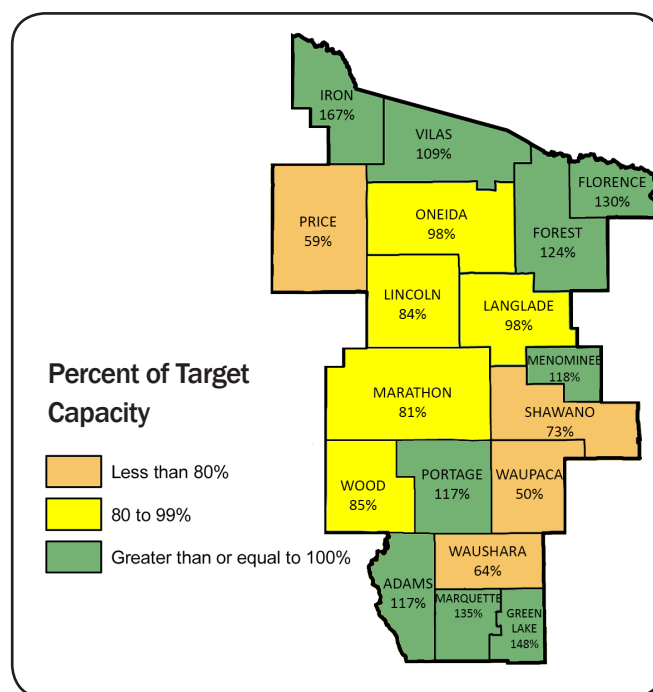 IRON
167%
VILAS
109%
FLORENCE
130%
PRICE
59%
ONEIDA
98%
FOREST
124%
LINCOLN
84%
LANGLADE
98%
MENOMINEE
118%
Percent of Target
Capacity
MARATHON
81%
SHAWANO
73%
Less than 80%
80 to 99%
Greater than or equal to 100%
WOOD
85%
PORTAGE
117%
WAUPACA
50%
WAUSHARA
64%
ADAMS
117%
MARQUETTE
135%
GREEN
LAKE
148%